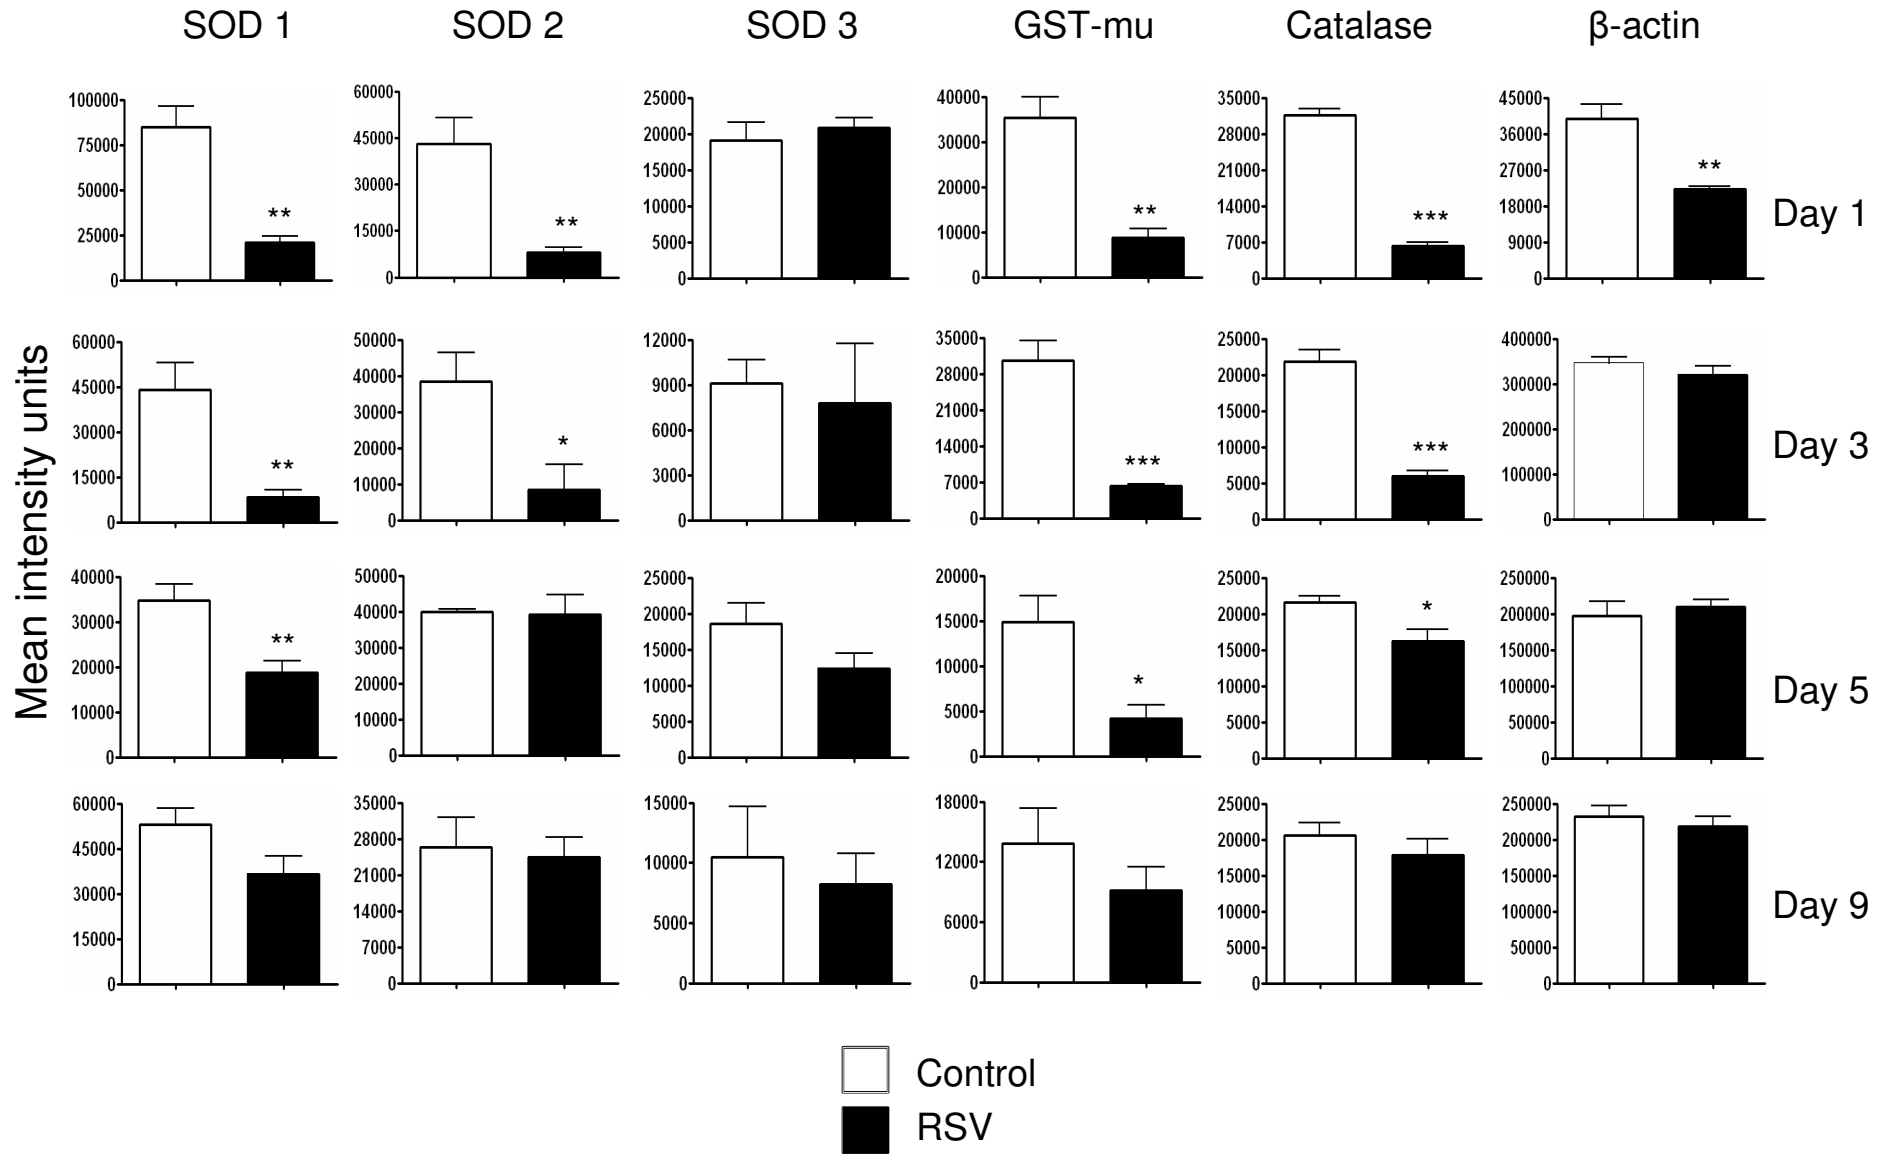 SOD 1 SOD 2 SOD 3 GST-mu Catalase β-actin
Mean intensity units
100000 75000 50000 25000 0 **
60000 45000 30000 15000 0 **
25000 20000 15000 10000 5000 0
40000 30000 20000 10000 0 **
35000 28000 21000 14000 7000 0 ***
45000 36000 27000 18000 9000 0 **
Day 1
60000 45000 30000 15000 0 **
50000 40000 30000 20000 10000 0 *
12000 9000 6000 3000 0
35000 28000 21000 14000 7000 0 ***
25000 20000 15000 10000 5000 0 ***
400000 300000 200000 100000 0
Day 3
40000 30000 20000 10000 0 **
50000 40000 30000 20000 10000 0
25000 20000 15000 10000 5000 0
20000 15000 10000 5000 0 *
25000 20000 15000 10000 5000 0 *
250000 200000 150000 100000 50000 0
Day 5
60000 45000 30000 15000 0
35000 28000 21000 14000 7000 0
15000 10000 5000 0
18000 12000 6000 0
25000 20000 15000 10000 5000 0
250000 200000 150000 100000 50000 0
Day 9
Control
RSV